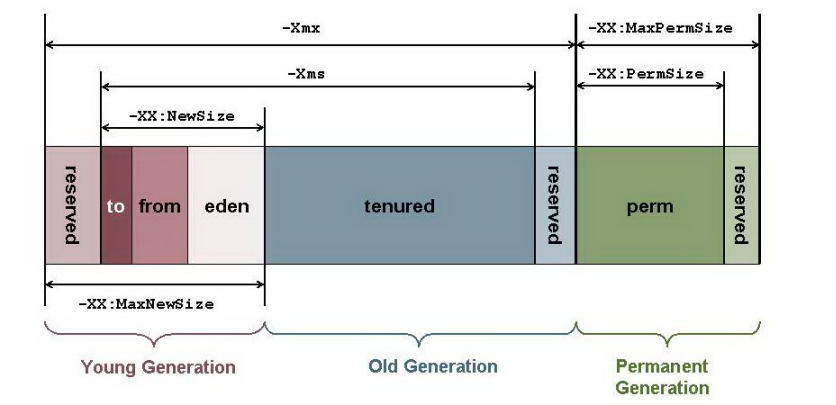 -Xmx
-XX:MaxPermSize
-Xms
-XX:PermSize
-XX:NewSize
reserved
to
from
eden
tenured
reserved
perm
reserved
-XX:MaxNewSize
Young Generation
Old Generation
Permanent
Generation